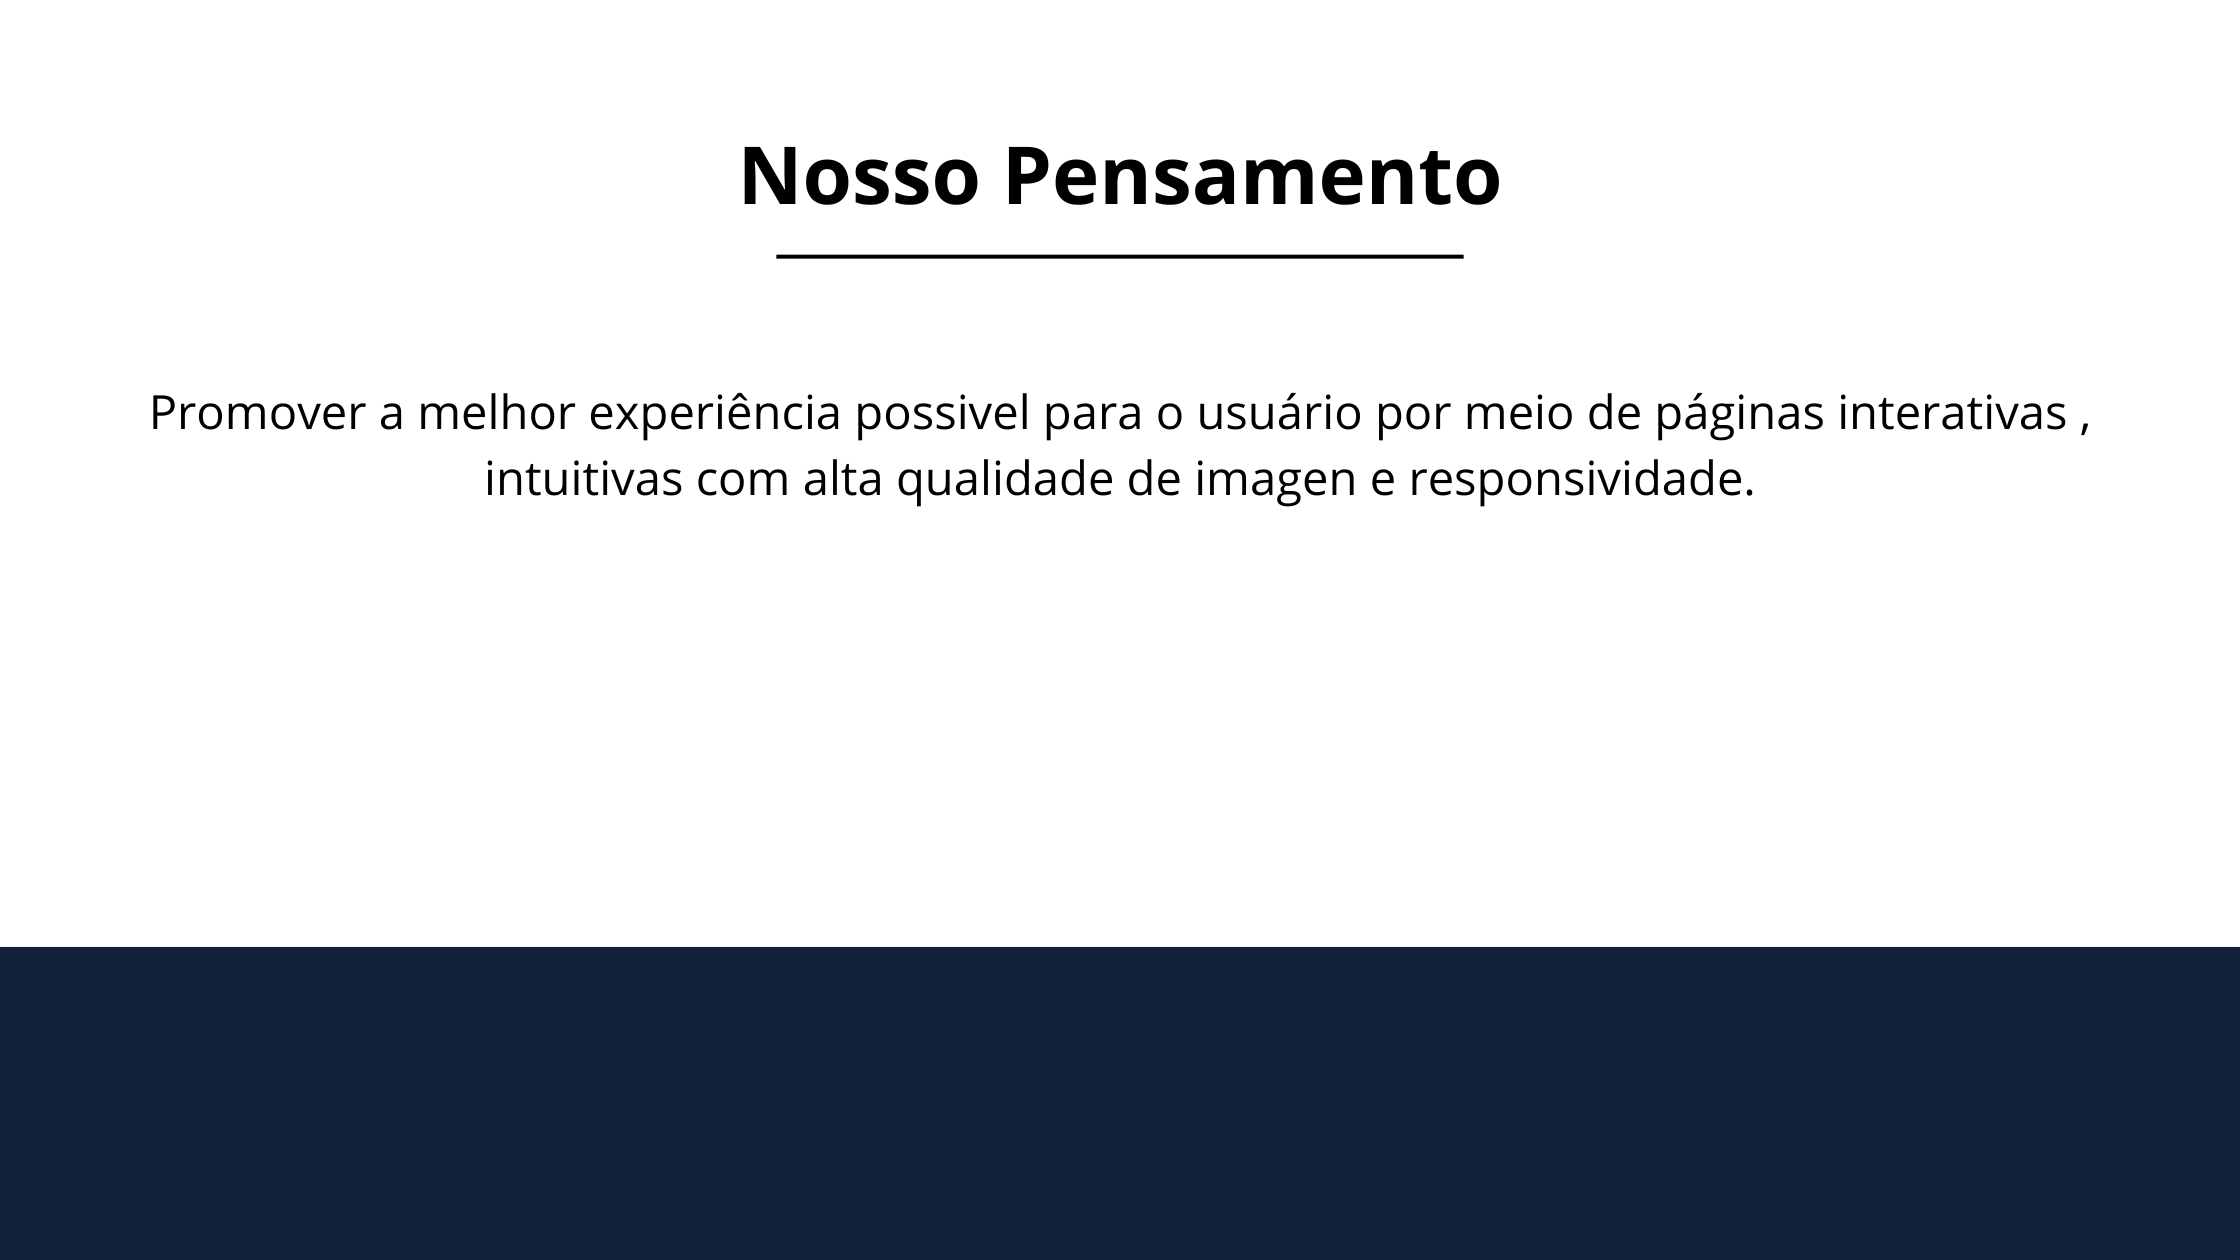 Nosso Pensamento
Promover a melhor experiência possivel para o usuário por meio de páginas interativas ,
intuitivas com alta qualidade de imagen e responsividade.